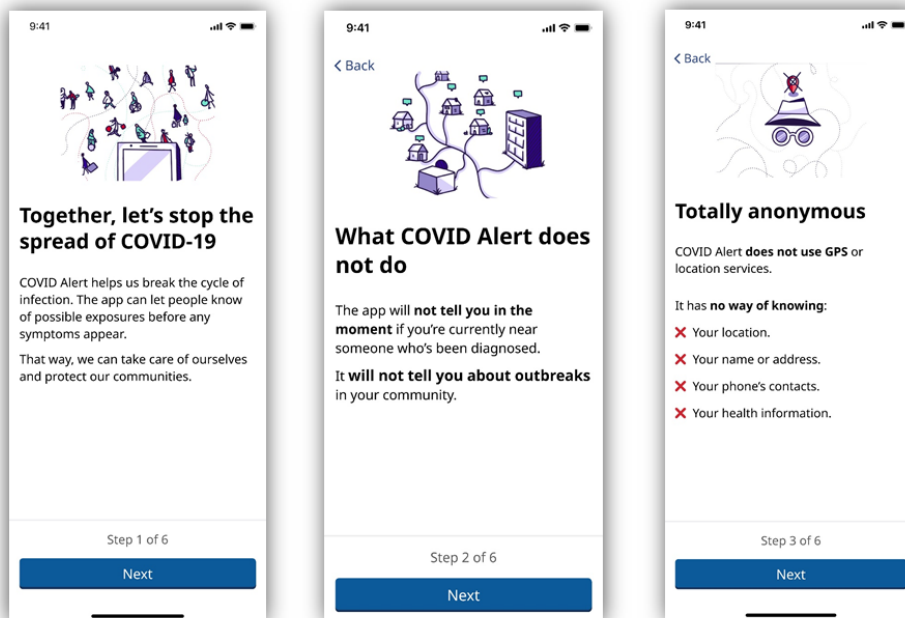 9:41
Together, let's stop the
spread of COVID-19
COVID Alert helps us break the cycle of
infection. The app can let people know
of possible exposures before any
symptoms appear.
That way, we can take care of ourselves
and protect our communities.
Step 1 of 6
Next
9:41
Back
What COVID Alert does
not do
The app will not tell you in the
moment if you're currently near
someone who's been diagnosed.
It will not tell you about outbreaks
in your community.
Step 2 of 6
Next
9:41
Back
Totally anonymous
COVID Alert does not use GPS or
location services.
It has no way of knowing:
Your location.
Your name or address.
Your phone's contacts.
Your health information.
Step 3 of 6
Next